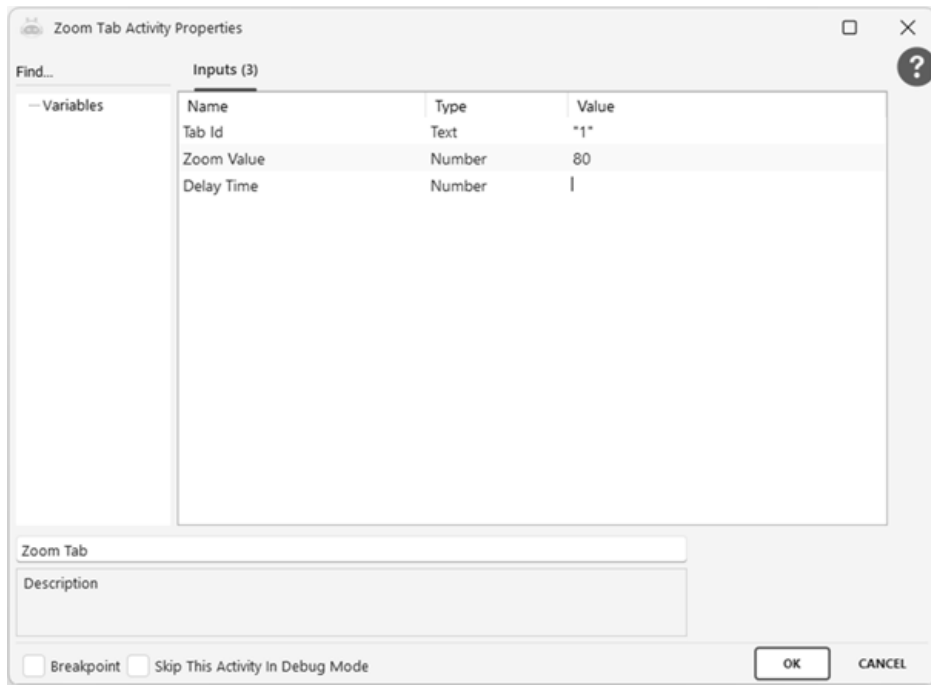 Zoom Tab Activity Properties
?
Find...
Inputs (3)
Variables
Name Type Value
Tab Id Text "1"
Zoom Value Number 80
Delay Time Number
Zoom Tab
Description
Breakpoint Skip This Activity In Debug Mode OK CANCEL